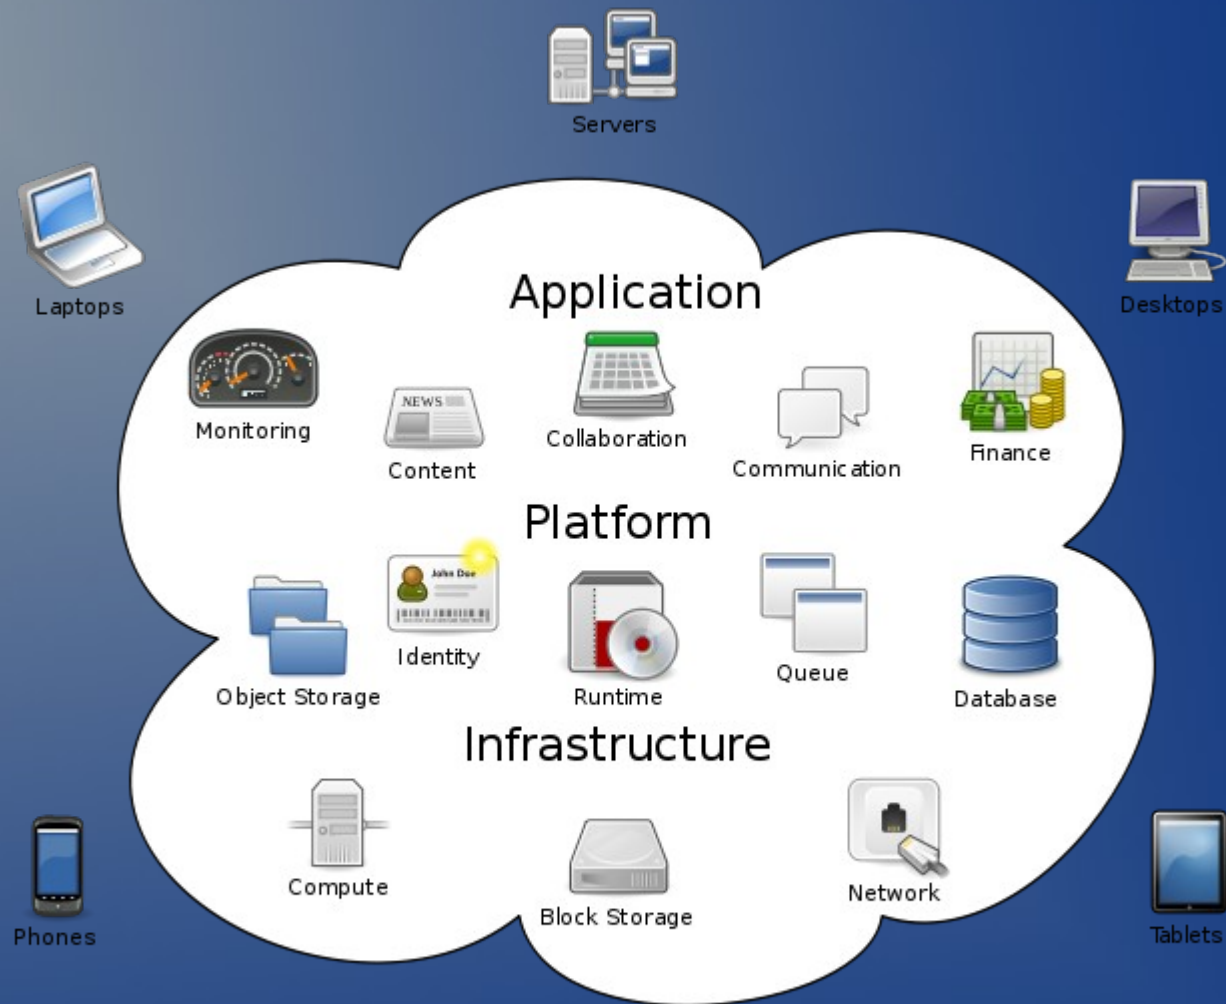 Servers
Laptops
Desktops
Application
Monitoring
NEWS
Content
Collaboration
Communication
Finance
Platform
Object Storage
John Doe
Identity
Runtime
Queue
Database
Infrastructure
Compute
Block Storage
Network
Phones
Tablets